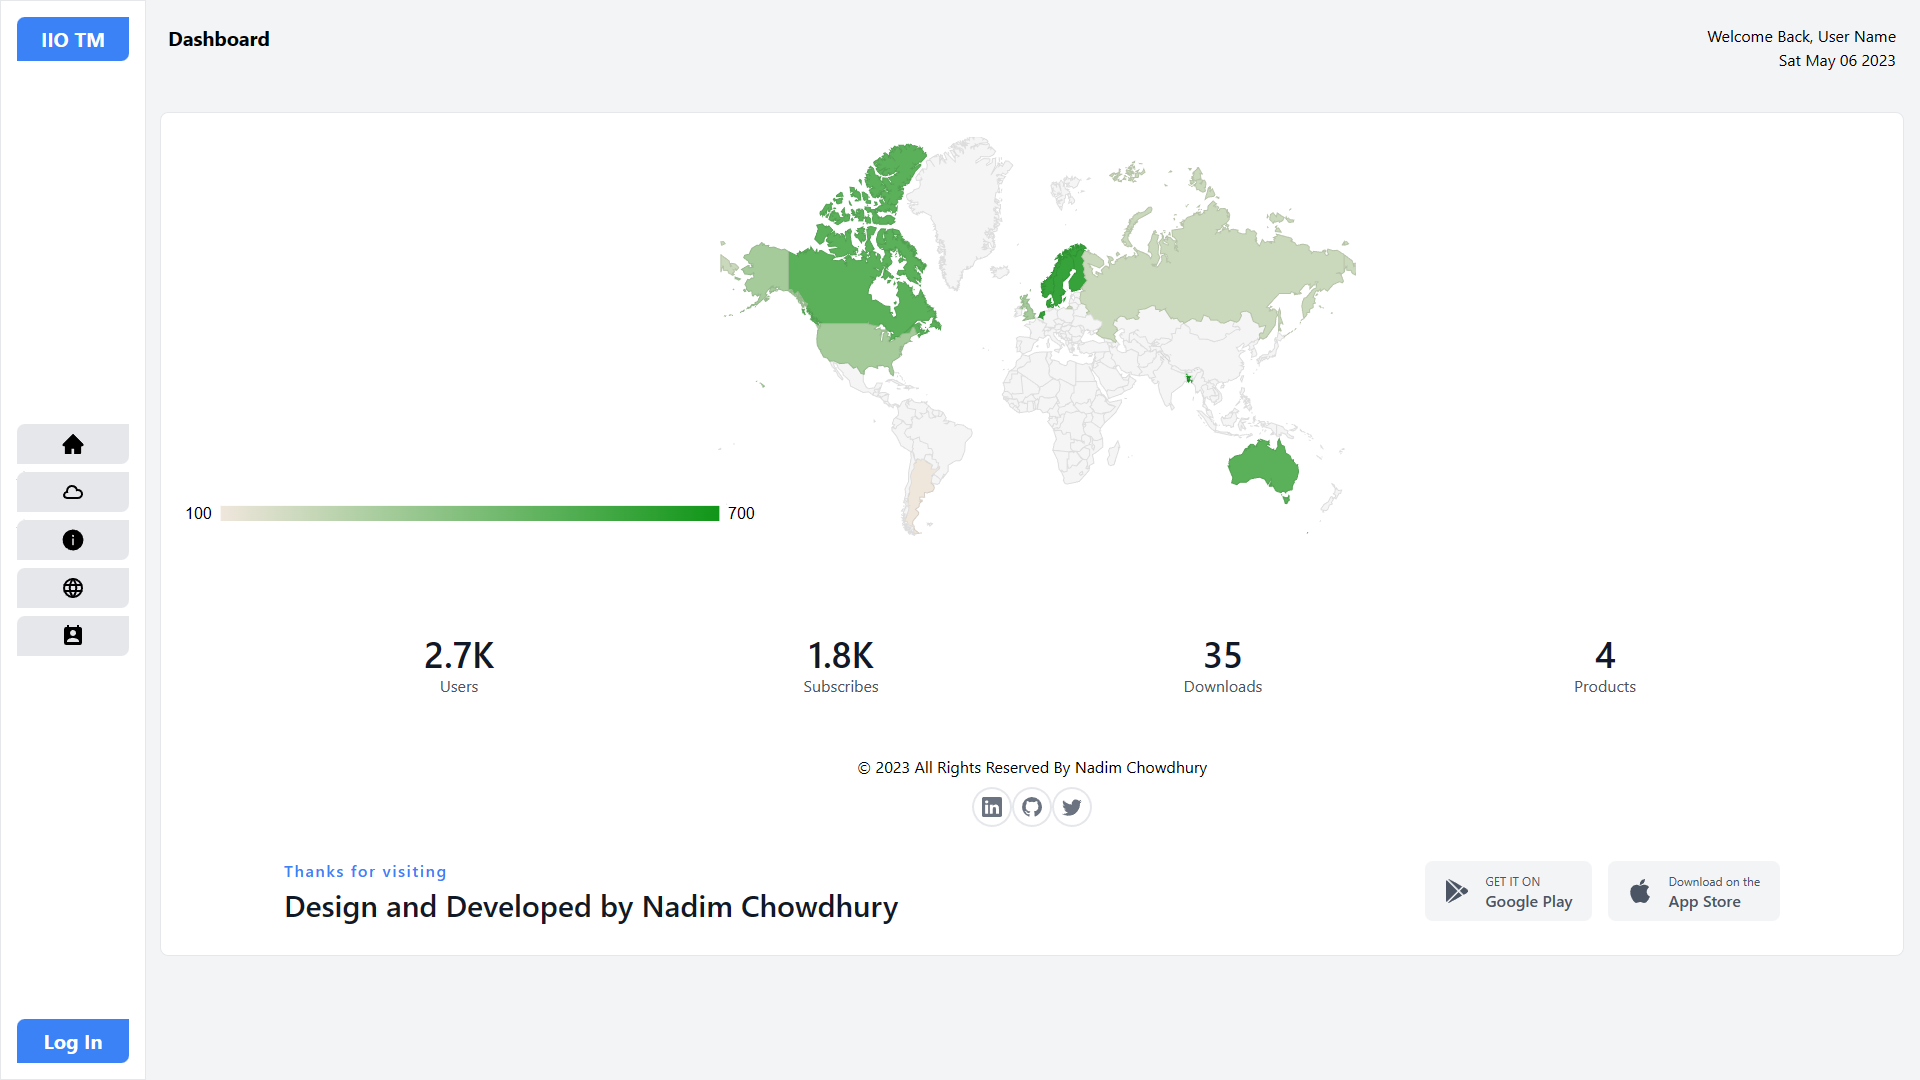 IIO TM
Dashboard
Welcome Back, User Name
Sat May 06 2023
100
700
2.7K
Users
1.8K
Subscribes
35
Downloads
4
Products
© 2023 All Rights Reserved By Nadim Chowdhury
Thanks for visiting
Design and Developed by Nadim Chowdhury
GET IT ON
Google Play
Download on the
App Store
Log In